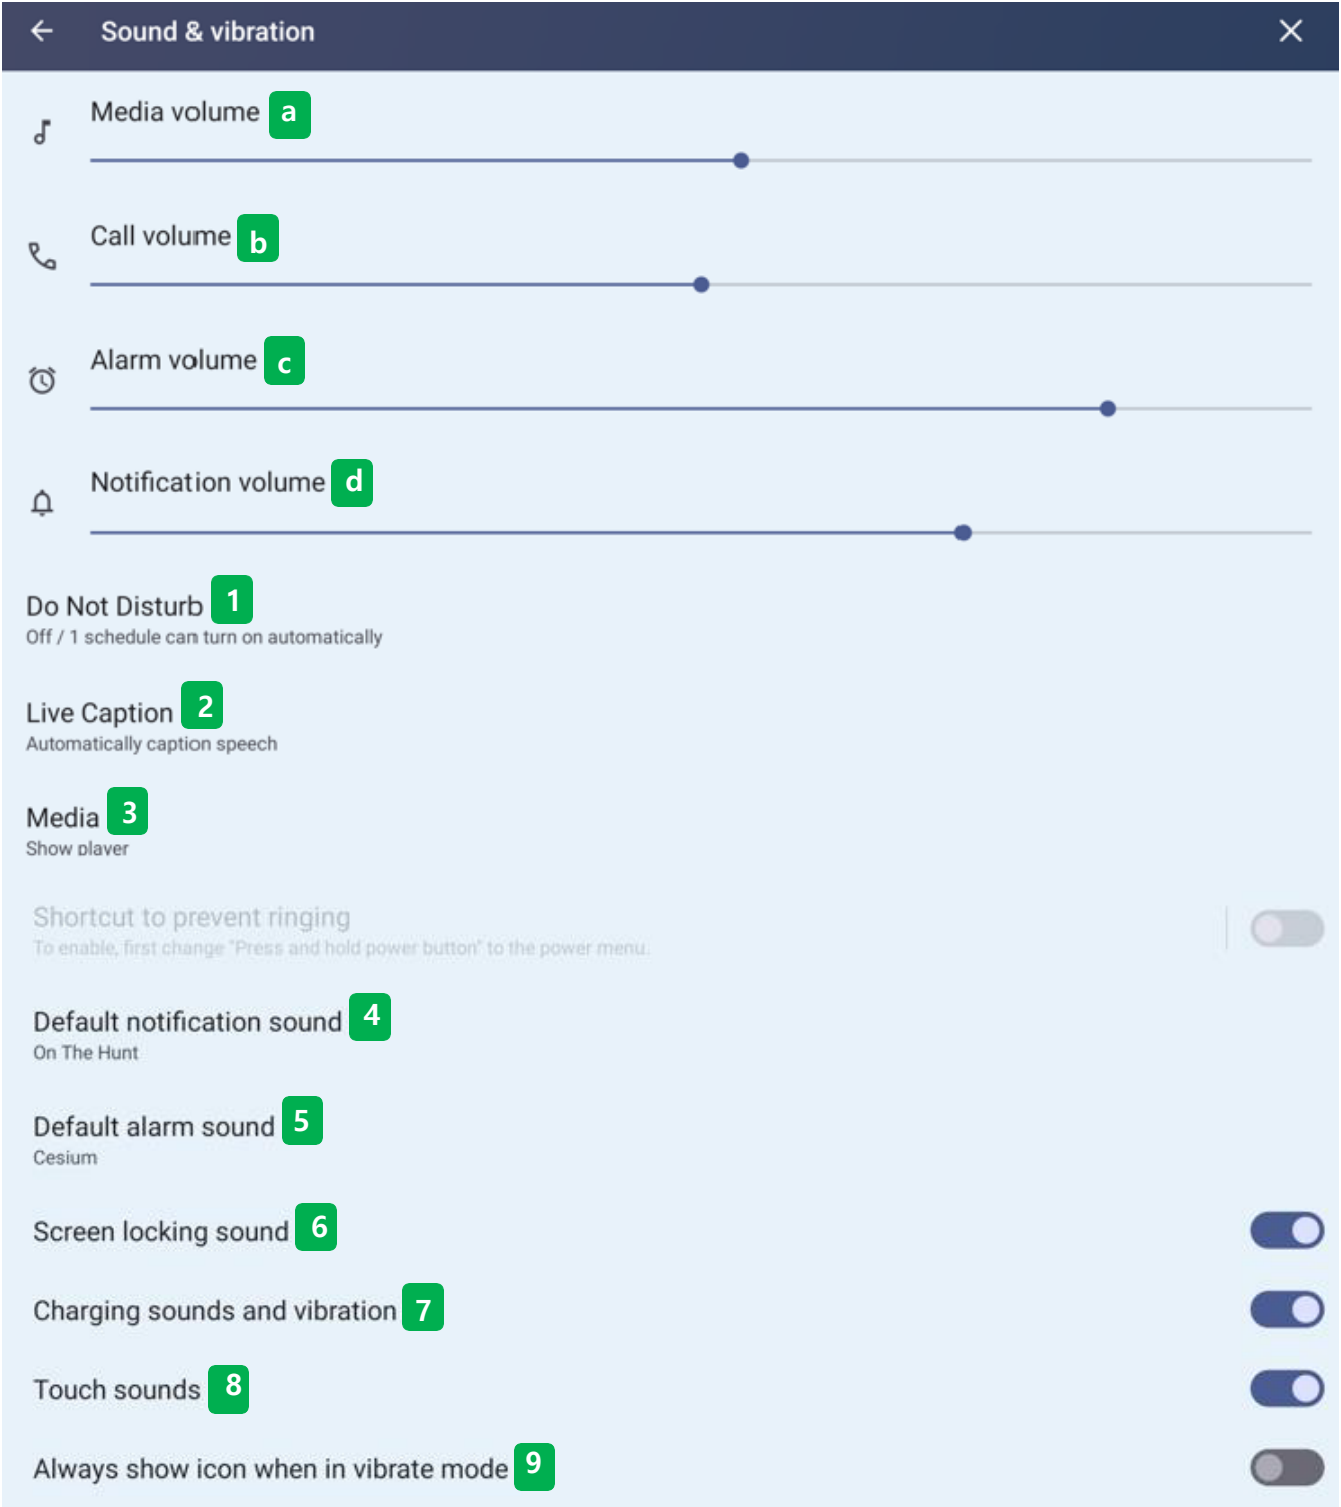 Sound & vibration
Media volume a
Call volume b
Alarm volume c
Notification volume d
Do Not Disturb 1
Off / 1 schedule can turn on automatically
Live Caption 2
Automatically caption speech
Media 3
Show player
Shortcut to prevent ringing
To enable, first change "Press and hold power button" to the power menu.
Default notification sound 4
On The Hunt
Default alarm sound 5
Cesium
Screen locking sound 6
Charging sounds and vibration 7
Touch sounds 8
Always show icon when in vibrate mode 9